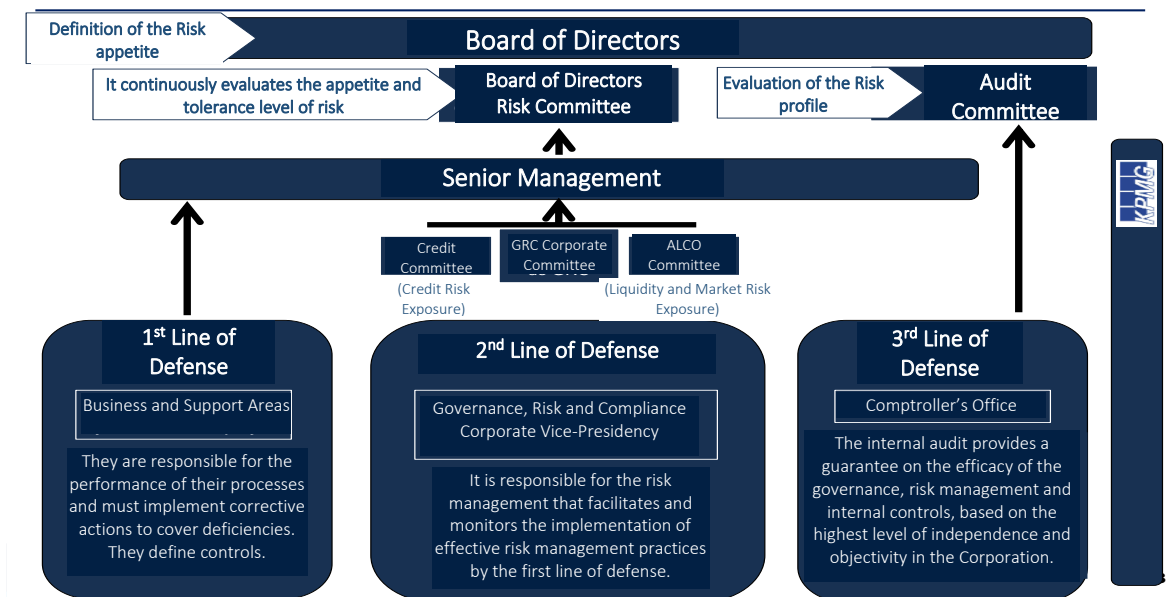 Definition of the Risk
appetite
Board of Directors
It continuously evaluates the appetite and
tolerance level of risk
Board of Directors
Risk Committee
Evaluation of the Risk
profile
Audit
Committee
Senior Management
KPMG
Credit
Committee
(Credit Risk
Exposure)
GRC Corporate
Committee
ALCO
Committee
(Liquidity and Market Risk
Exposure)
1st Line of
Defense
Business and Support Areas
They are responsible for the
performance of their processes
and must implement corrective
actions to cover deficiencies.
They define controls.
2nd Line of Defense
Governance, Risk and Compliance
Corporate Vice-Presidency
It is responsible for the risk
management that facilitates and
monitors the implementation of
effective risk management practices
by the first line of defense.
3rd Line of
Defense
Comptroller’s Office
The internal audit provides a
guarantee on the efficacy of the
governance, risk management and
internal controls, based on the
highest level of independence and
objectivity in the Corporation.